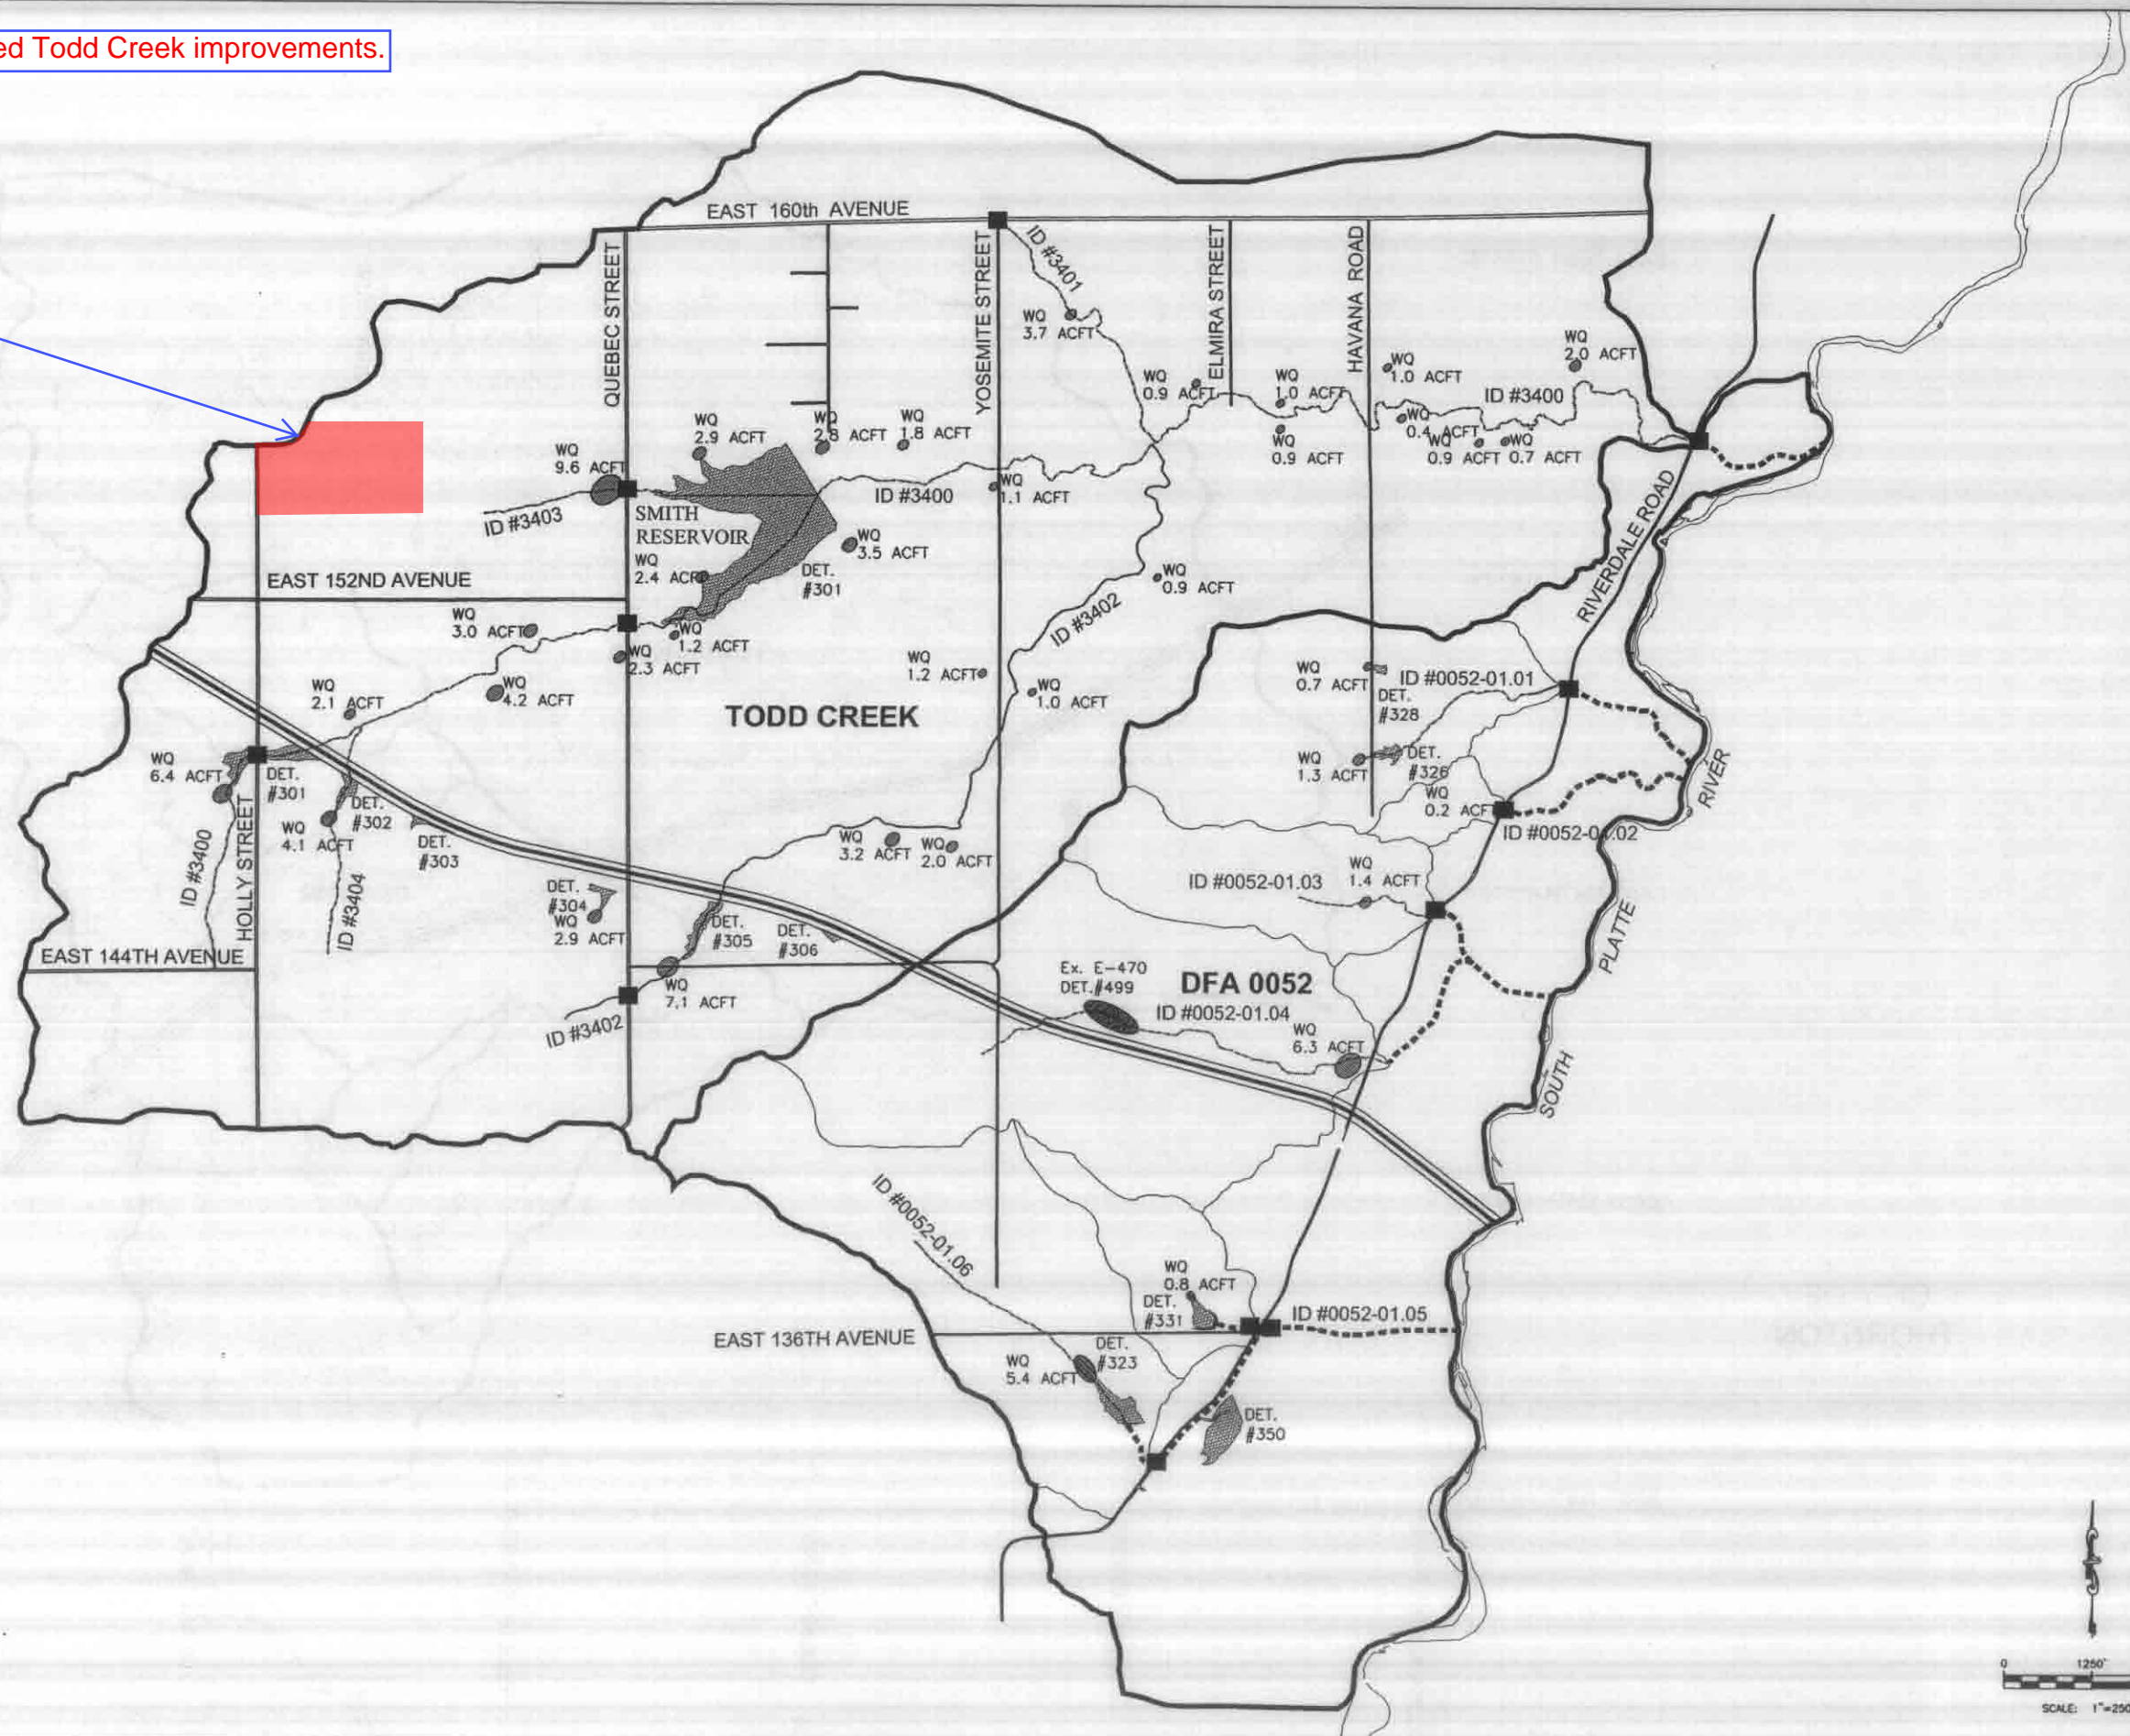 ed Todd Creek improvements.
EAST 160th AVENUE
QUEBEC STREET
YOSEMITE STREET
ID #3401
ELMIRA STREET
HAVANA ROAD
WQ
3.7 ACFT
WQ
2.0 ACFT
WQ
1.0 ACFT
WQ
0.9 ACFT
WQ
1.0 ACFT
ID #3400
WQ
0.4 ACFT
WQ
0.9 ACFT
WQ
0.9 ACFT
WQ
0.7 ACFT
WQ
2.9 ACFT
WQ
2.8 ACFT
WQ
1.8 ACFT
WQ
9.6 ACFT
ID #3403
SMITH
RESERVOIR
ID #3400
WQ
1.1 ACFT
WQ
3.5 ACFT
WQ
2.4
DET.
#301
RIVERDALE ROAD
EAST 152ND AVENUE
WQ
0.9 ACFT
ID #3402
WQ
3.0 ACFT
WQ
1.2 ACFT
WQ
2.3 ACFT
WQ
4.2 ACFT
WQ
2.1 ACFT
WQ
1.2 ACFT
WQ
1.0 ACFT
TODD CREEK
WQ
0.7 ACFT
ID #0052-01.01
DET.
#328
WQ
1.3 ACFT
DET.
#326
WQ
0.2 ACFT
ID #0052-01.02
RIVER
WQ
6.4 ACFT
DET.
#301
DET.
#302
WQ
4.1 ACFT
DET.
#303
ID #3400
HOLLY STREET
ID #3404
WQ
3.2 ACFT
WQ
2.0 ACFT
ID #0052-01.03
WQ
1.4 ACFT
DET.
#304
WQ
2.9 ACFT
DET.
#305
DET.
#306
PLATTE
EAST 144TH AVENUE
WQ
7.1 ACFT
ID #3402
Ex. E-470
DET.#499
DFA 0052
ID #0052-01.04
WQ
6.3 ACFT
SOUTH
ID #0052-01.06
WQ
0.8 ACFT
DET.
#331
ID #0052-01.05
EAST 136TH AVENUE
DET.
#323
WQ
5.4 ACFT
DET.
#350
0 1250'
SCALE: 1"=250